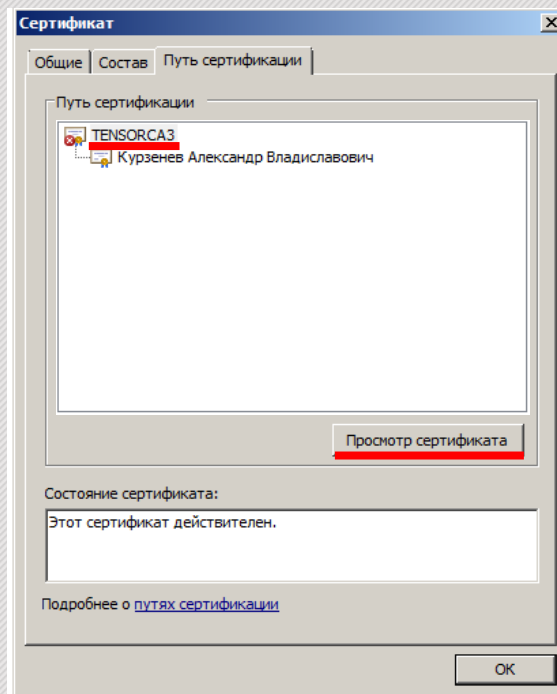 Сертификат
Общие Состав Путь сертификации
Путь сертификации
TENSORCA3
Курзенев Александр Владиславович
Просмотр сертификата
Состояние сертификата:
Этот сертификат действителен.
Подробнее о путях сертификации
ОК